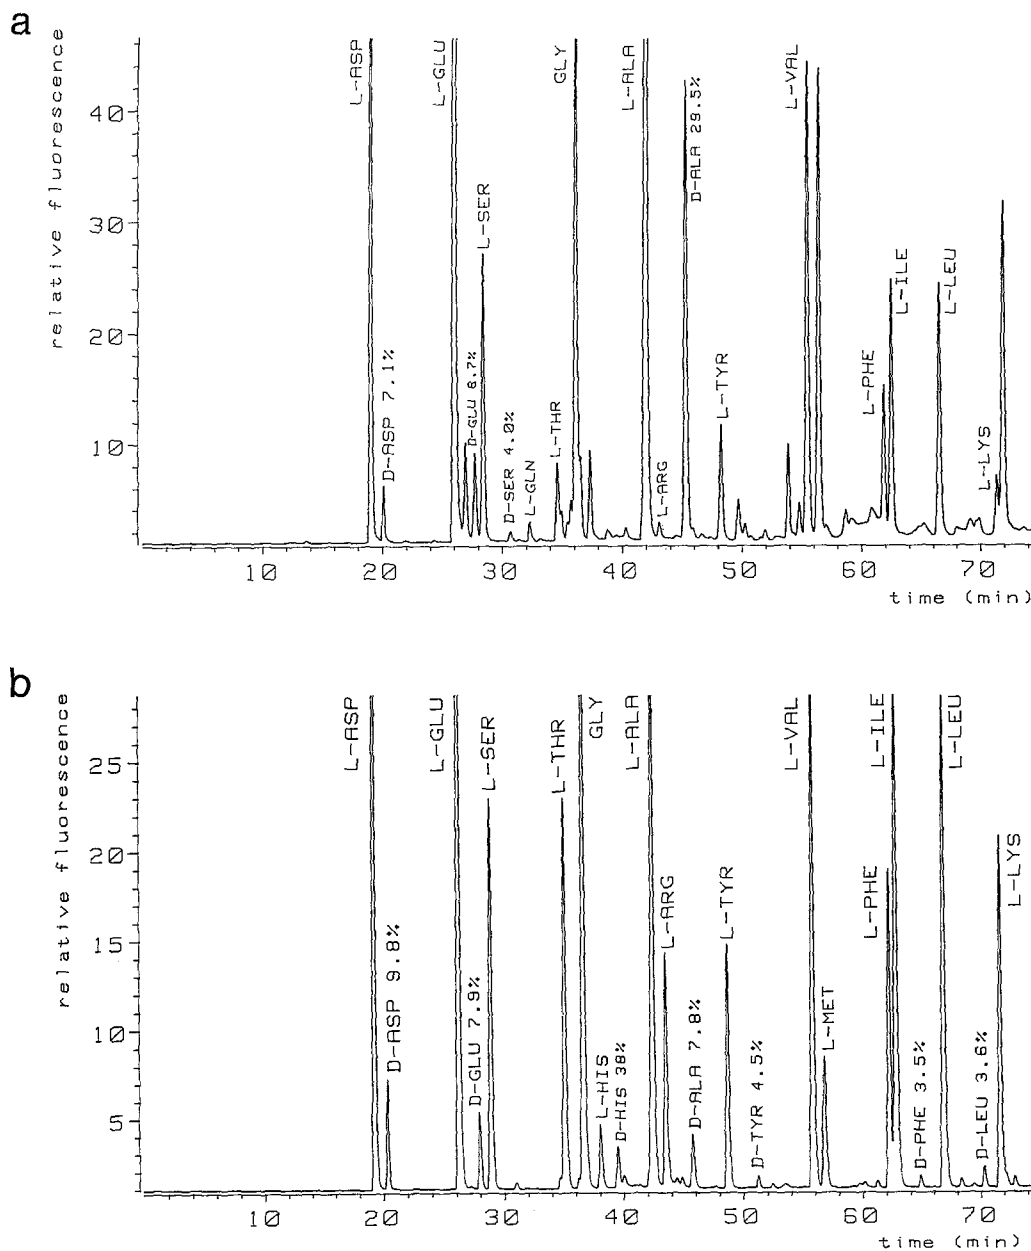 a
relative fluorescence
40
30
20
10
L-ASP
D-ASP 7.1%
L-GLU
D-GLU 8.7%
L-SER
D-SER 4.0%
L-GLN
L-THR
GLY
L-ALA
L-ARG
D-ALA 29.5%
L-TYR
L-VAL
L-PHE
L-ILE
L-LEU
L-LYS
10 20 30 40 50 60 70
time (min)
b
relative fluorescence
25
20
15
10
5
L-ASP
D-ASP 9.8%
L-GLU
D-GLU 7.9%
L-SER
L-THR
GLY
L-HIS
D-HIS 38%
L-ALA
L-ARG
D-ALA 7.8%
L-TYR
D-TYR 4.5%
L-VAL
L-MET
L-PHE
L-ILE
D-PHE 3.5%
L-LEU
D-LEU 3.6%
L-LYS
10 20 30 40 50 60 70
time (min)